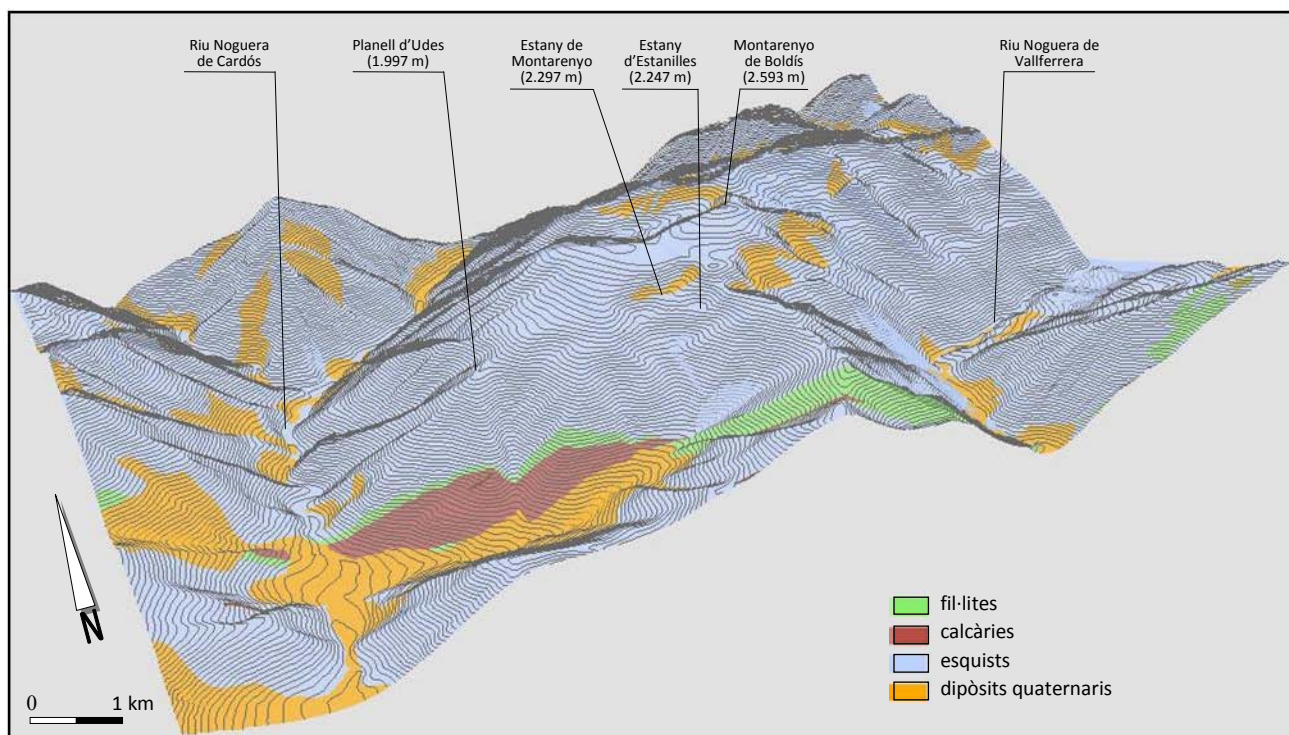 Riu Noguera
de Cardós
Planell d’Udes
(1.997 m)
Estany de
Montarenyo
(2.297 m)
Estany
d’Estanilles
(2.247 m)
Montarenyo
de Boldís
(2.593 m)
Riu Noguera de
Vallferrera
N
0 1 km
fil·lites
calcàries
esquists
dipòsits quaternaris